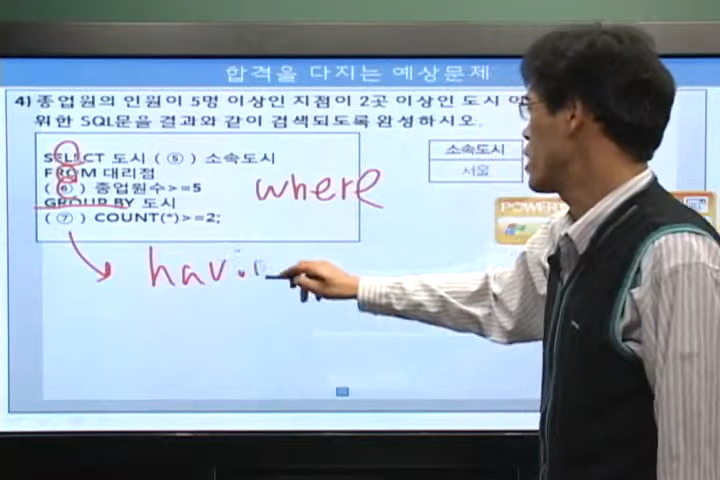 합격을 다지는 예상문제
4) 종업원의 인원이 5명 이상인 지점이 2곳 이상인 도시
위한 SQL문을 결과와 같이 검색되도록 완성하시오.
SELECT 도시 ( ⑤ ) 소속도시
FROM 대리점
( ⑥ ) 종업원수>=5
GROUP BY 도시
( ⑦ ) COUNT(*)>=2;
where
hav
소속도시
서울
POWER